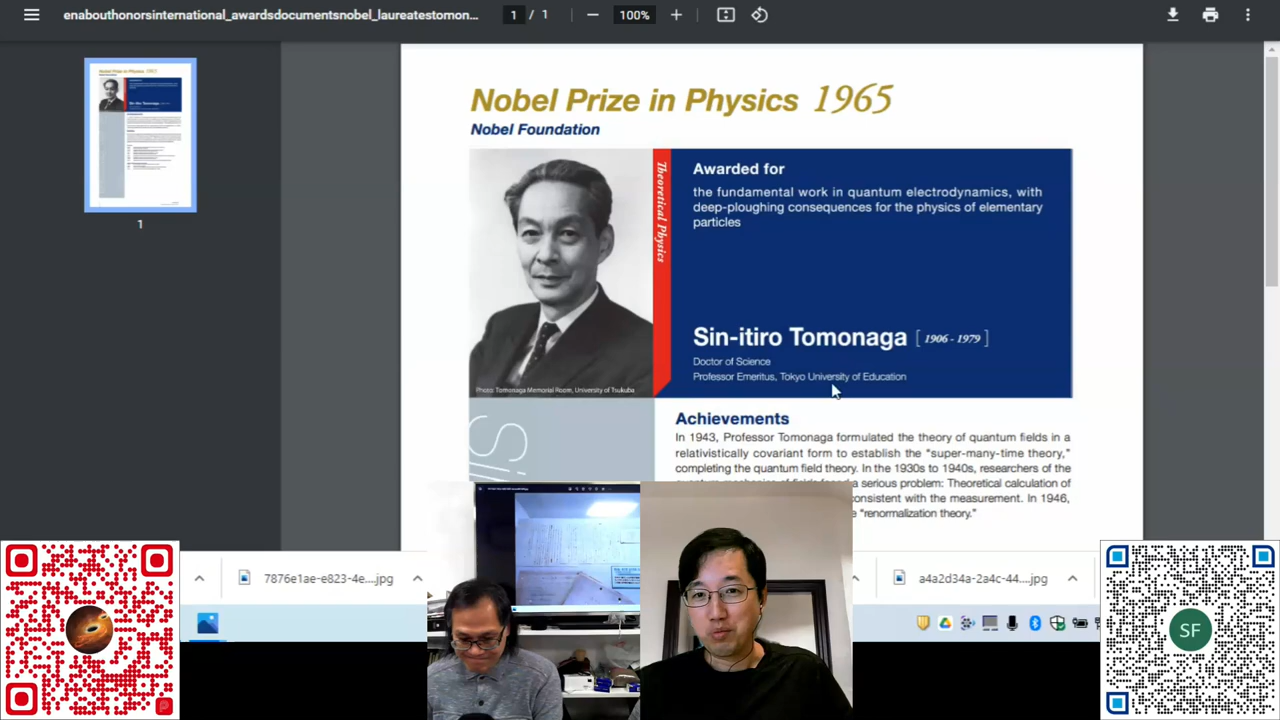 enabouthonorsinternational_awardsdocumentsnobel_laureatestomon...
1 / 1
100%
Nobel Prize in Physics 1965
Nobel Foundation
Theoretical Physics
Awarded for
the fundamental work in quantum electrodynamics, with
deep-ploughing consequences for the physics of elementary
particles
Sin-itiro Tomonaga [ 1906 - 1979 ]
Doctor of Science
Professor Emeritus, Tokyo University of Education
Photo: Tomonaga Memorial Room, University of Tsukuba
1
Achievements
In 1943, Professor Tomonaga formulated the theory of quantum fields in a
relativistically covariant form to establish the “super-many-time theory,”
completing the quantum field theory. In the 1930s to 1940s, researchers of the
quantum mechanics of fields found a serious problem: Theoretical calculation of
consistent with the measurement. In 1946,
“renormalization theory.”
7876e1ae-e823-4e....jpg
a4a2d34a-2a4c-44....jpg
SF